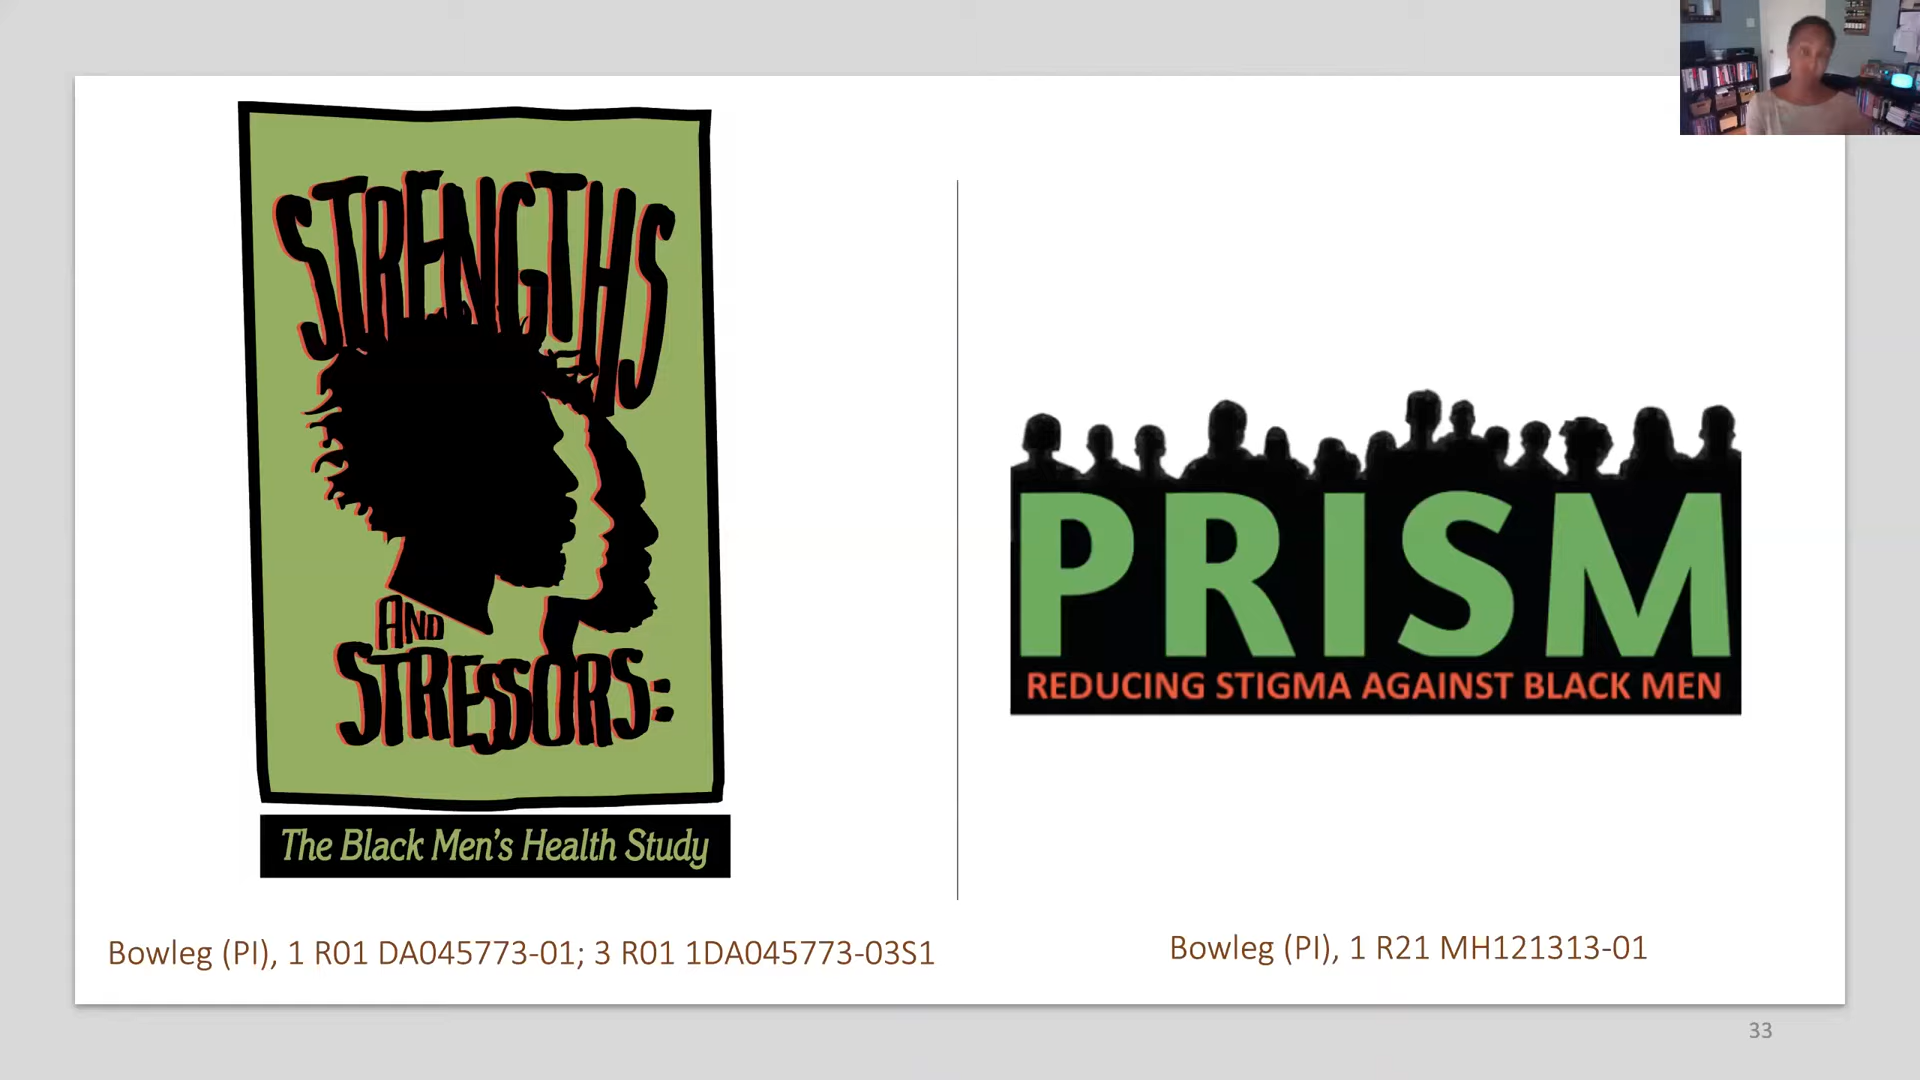 STRENGTHS
AND
STRESSORS:
The Black Men's Health Study
Bowleg (PI), 1 R01 DA045773-01; 3 R01 1DA045773-03S1
PRISM
REDUCING STIGMA AGAINST BLACK MEN
Bowleg (PI), 1 R21 MH121313-01
33